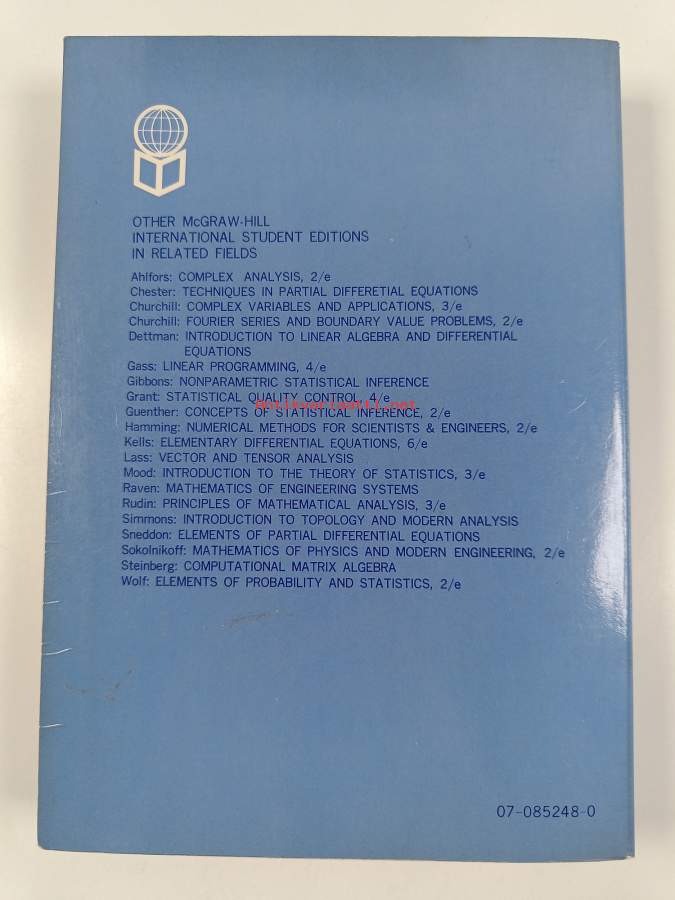 OTHER McGRAW-HILL
INTERNATIONAL STUDENT EDITIONS
IN RELATED FIELDS
Ahlfors: COMPLEX ANALYSIS, 2/e
Chester: TECHNIQUES IN PARTIAL DIFFERETIAL EQUATIONS
Churchill: COMPLEX VARIABLES AND APPLICATIONS, 3/e
Churchill: FOURIER SERIES AND BOUNDARY VALUE PROBLEMS, 2/e
Dettman: INTRODUCTION TO LINEAR ALGEBRA AND DIFFERENTIAL
EQUATIONS
Gass: LINEAR PROGRAMMING, 4/e
Gibbons: NONPARAMETRIC STATISTICAL INFERENCE
Grant: STATISTICAL QUALITY CONTROL, 4/e
Antikvariaatti.net
Guenther: CONCEPTS OF STATISTICAL INFERENCE, 2/e
Hamming: NUMERICAL METHODS FOR SCIENTISTS & ENGINEERS, 2/e
Kells: ELEMENTARY DIFFERENTIAL EQUATIONS, 6/e
Lass: VECTOR AND TENSOR ANALYSIS
Mood: INTRODUCTION TO THE THEORY OF STATISTICS, 3/e
Raven: MATHEMATICS OF ENGINEERING SYSTEMS
Rudin: PRINCIPLES OF MATHEMATICAL ANALYSIS, 3/e
Simmons: INTRODUCTION TO TOPOLOGY AND MODERN ANALYSIS
Sneddon: ELEMENTS OF PARTIAL DIFFERENTIAL EQUATIONS
Sokolnikoff: MATHEMATICS OF PHYSICS AND MODERN ENGINEERING, 2/e
Steinberg: COMPUTATIONAL MATRIX ALGEBRA
Wolf: ELEMENTS OF PROBABILITY AND STATISTICS, 2/e
07-085248-0